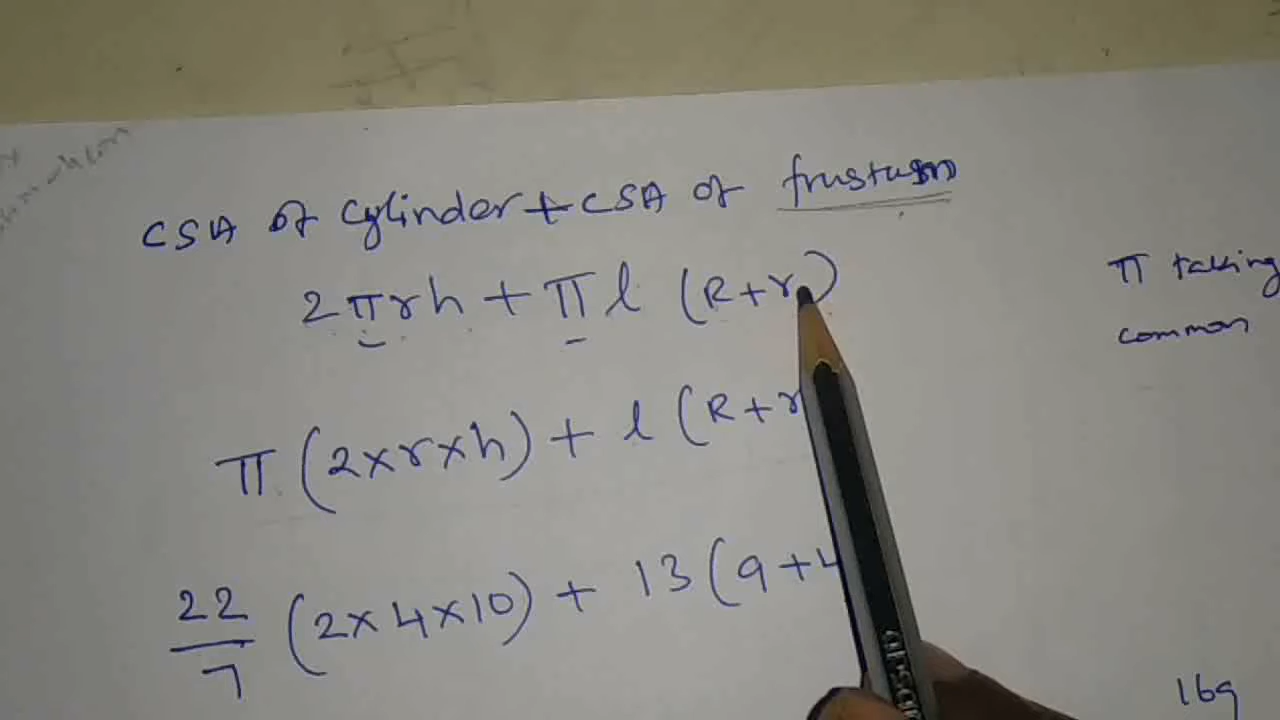 CSA of cylinder + CSA of frustum
2πrh + πl (R+r)
π taking
common
π (2×r×h) + l (R+r
22/7 (2×4×10) + 13 (9+4
169
apsara